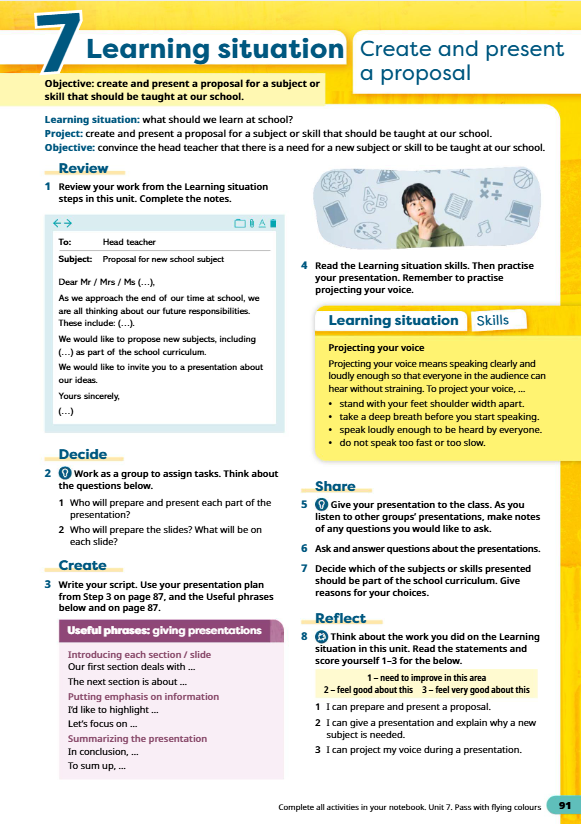 7 Learning situation
Create and present
a proposal
Objective: create and present a proposal for a subject or
skill that should be taught at our school.
Learning situation: what should we learn at school?
Project: create and present a proposal for a subject or skill that should be taught at our school.
Objective: convince the head teacher that there is a need for a new subject or skill to be taught at our school.
Review
1 Review your work from the Learning situation
steps in this unit. Complete the notes.
To: Head teacher
Subject: Proposal for new school subject
Dear Mr / Mrs / Ms (...),
As we approach the end of our time at school, we
are all thinking about our future responsibilities.
These include: (...).
We would like to propose new subjects, including
(...) as part of the school curriculum.
We would like to invite you to a presentation about
our ideas.
Yours sincerely,
(...)
Decide
2 Work as a group to assign tasks. Think about
the questions below.
1 Who will prepare and present each part of the
presentation?
2 Who will prepare the slides? What will be on
each slide?
Create
3 Write your script. Use your presentation plan
from Step 3 on page 87, and the Useful phrases
below and on page 87.
Useful phrases: giving presentations
Introducing each section / slide
Our first section deals with ...
The next section is about ...
Putting emphasis on information
I'd like to highlight ...
Let's focus on ...
Summarizing the presentation
In conclusion, ...
To sum up, ...
ABC
4 Read the Learning situation skills. Then practise
your presentation. Remember to practise
projecting your voice.
Learning situation Skills
Projecting your voice
Projecting your voice means speaking clearly and
loudly enough so that everyone in the audience can
hear without straining. To project your voice, ...
• stand with your feet shoulder width apart.
• take a deep breath before you start speaking.
• speak loudly enough to be heard by everyone.
• do not speak too fast or too slow.
Share
5 Give your presentation to the class. As you
listen to other groups' presentations, make notes
of any questions you would like to ask.
6 Ask and answer questions about the presentations.
7 Decide which of the subjects or skills presented
should be part of the school curriculum. Give
reasons for your choices.
Reflect
8 Think about the work you did on the Learning
situation in this unit. Read the statements and
score yourself 1–3 for the below.
1 – need to improve in this area
2 – feel good about this 3 – feel very good about this
1 I can prepare and present a proposal.
2 I can give a presentation and explain why a new
subject is needed.
3 I can project my voice during a presentation.
Complete all activities in your notebook. Unit 7. Pass with flying colours 91